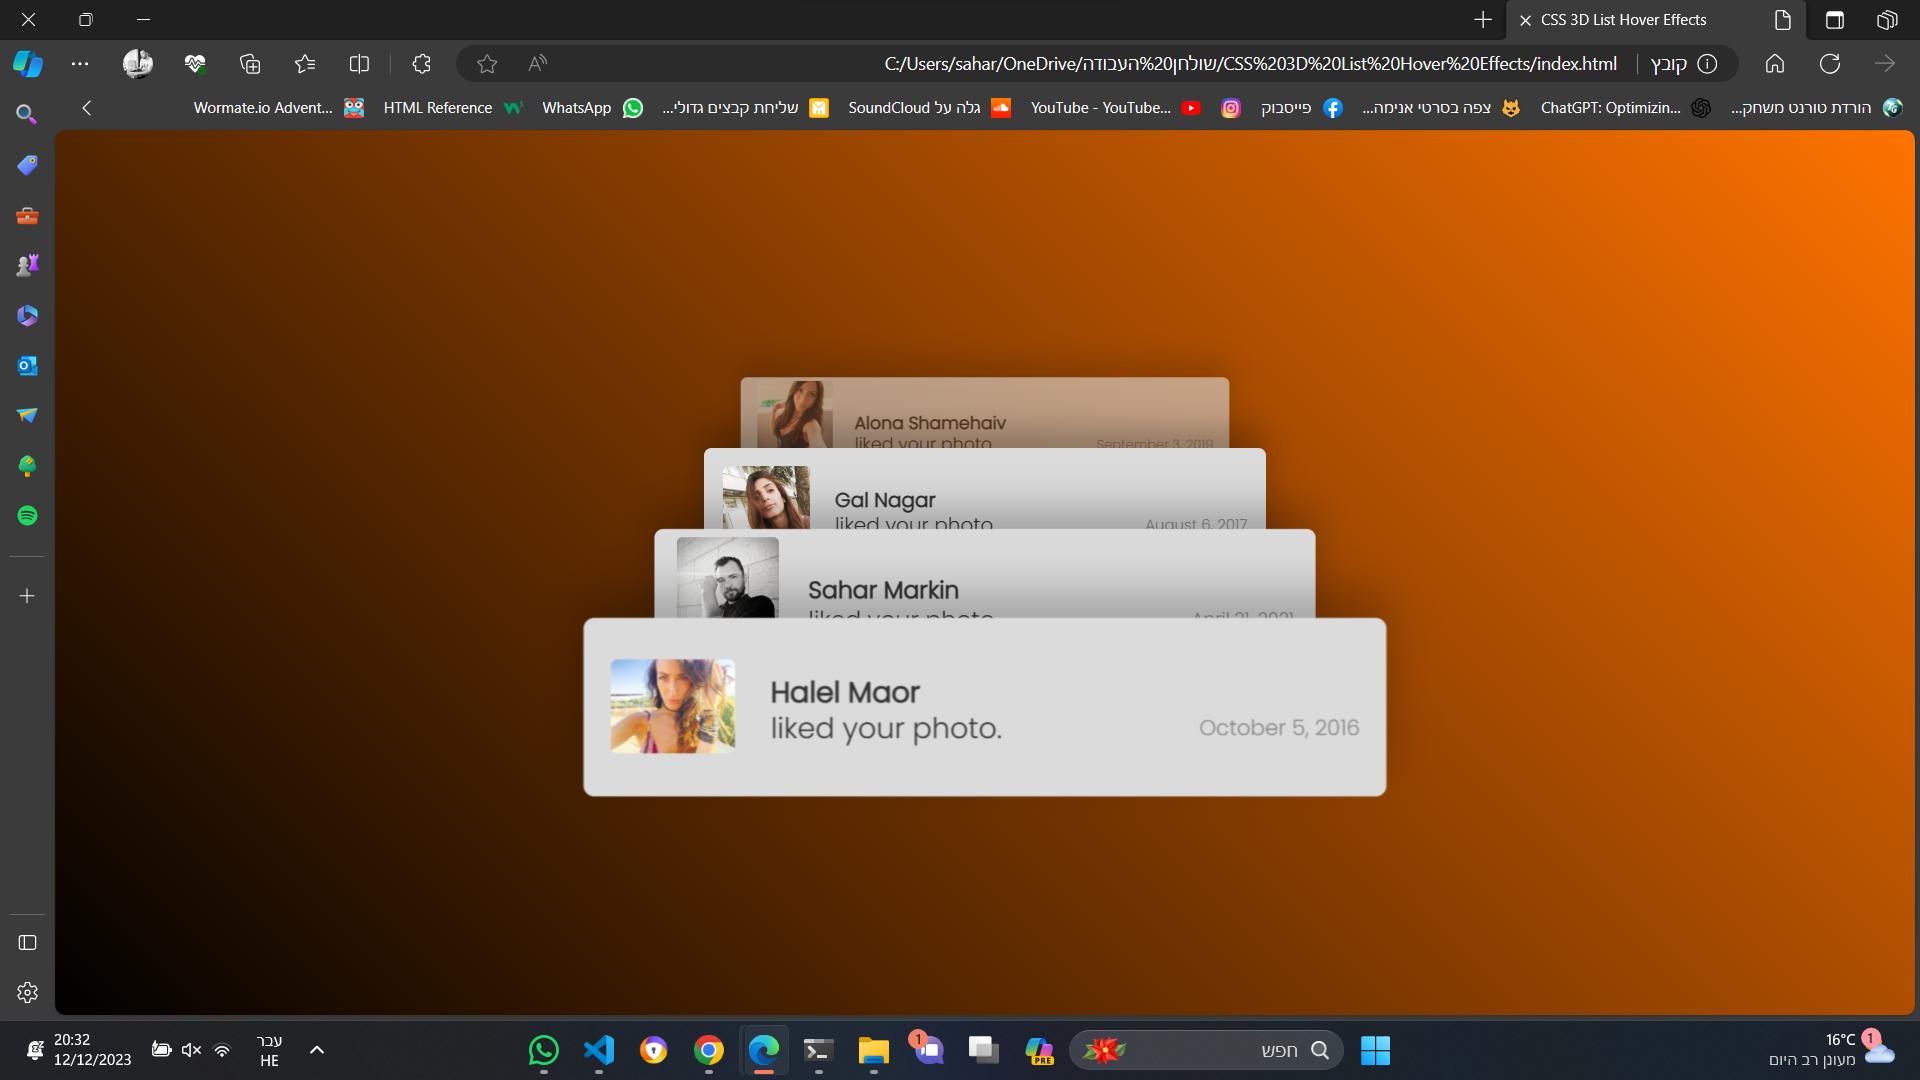 CSS 3D List Hover Effects
קובץ
C:/Users/sahar/OneDrive/שולחן%20העבודה/CSS%203D%20List%20Hover%20Effects/index.html
הורדת טורנט משחק...
ChatGPT: Optimizin...
צפה בסרטי אנימה...
פייסבוק
YouTube - YouTube...
גלה על SoundCloud
שליחת קבצים גדולי...
WhatsApp
HTML Reference
Wormate.io Advent...
Alona Shamehaiv
liked your photo
September 3, 2019
Gal Nagar
liked your photo
August 6, 2017
Sahar Markin
liked your photo
April 21, 2021
Halel Maor
liked your photo.
October 5, 2016
20:32
12/12/2023
עבר
HE
1
PRE
חפש
16°C
מעונן רב היום
1